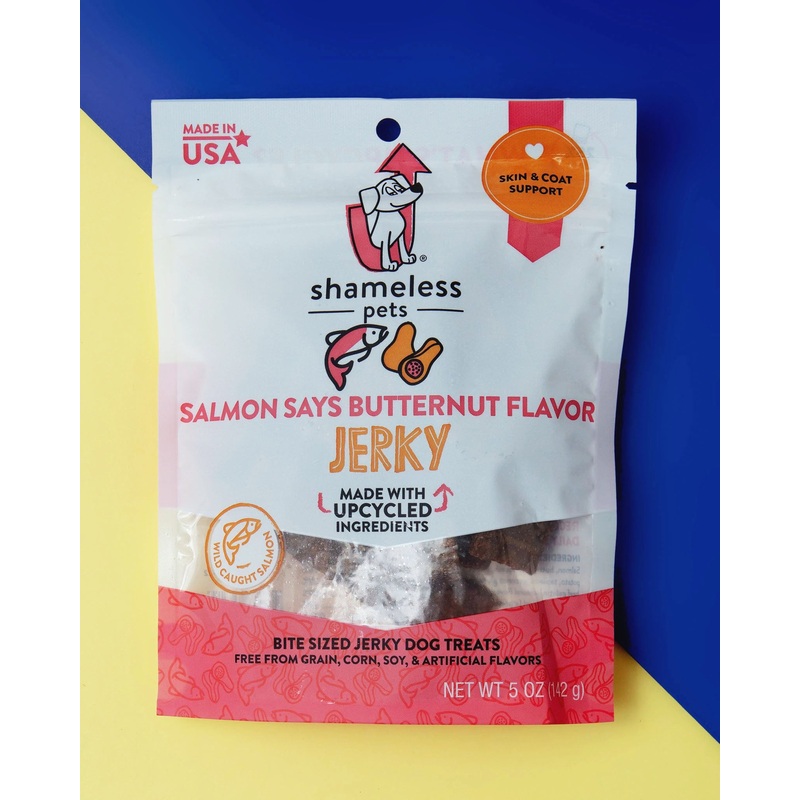 MADE IN
USA
SKIN & COAT
SUPPORT
®
shameless
pets
SALMON SAYS BUTTERNUT FLAVOR
JERKY
MADE WITH
UPCYCLED
INGREDIENTS
WILD CAUGHT SALMON
BITE SIZED JERKY DOG TREATS
FREE FROM GRAIN, CORN, SOY, & ARTIFICIAL FLAVORS
NET WT 5 OZ (142 g)